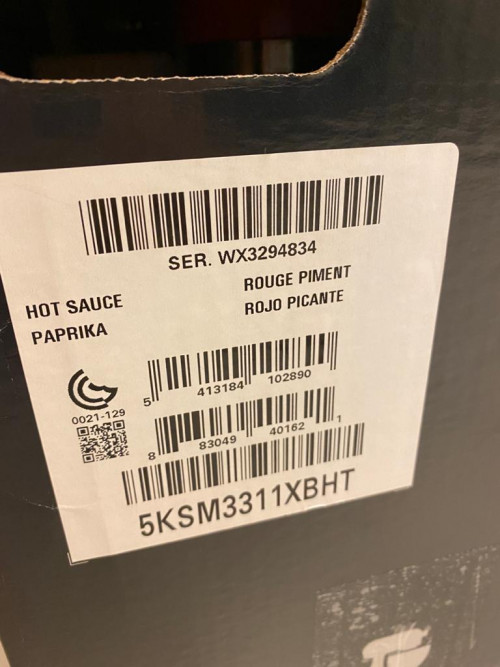 SER. WX3294834
HOT SAUCE
PAPRIKA
ROUGE PIMENT
ROJO PICANTE
0021-129
5 413184 102890
8 83049 40162 1
5KSM3311XBHT